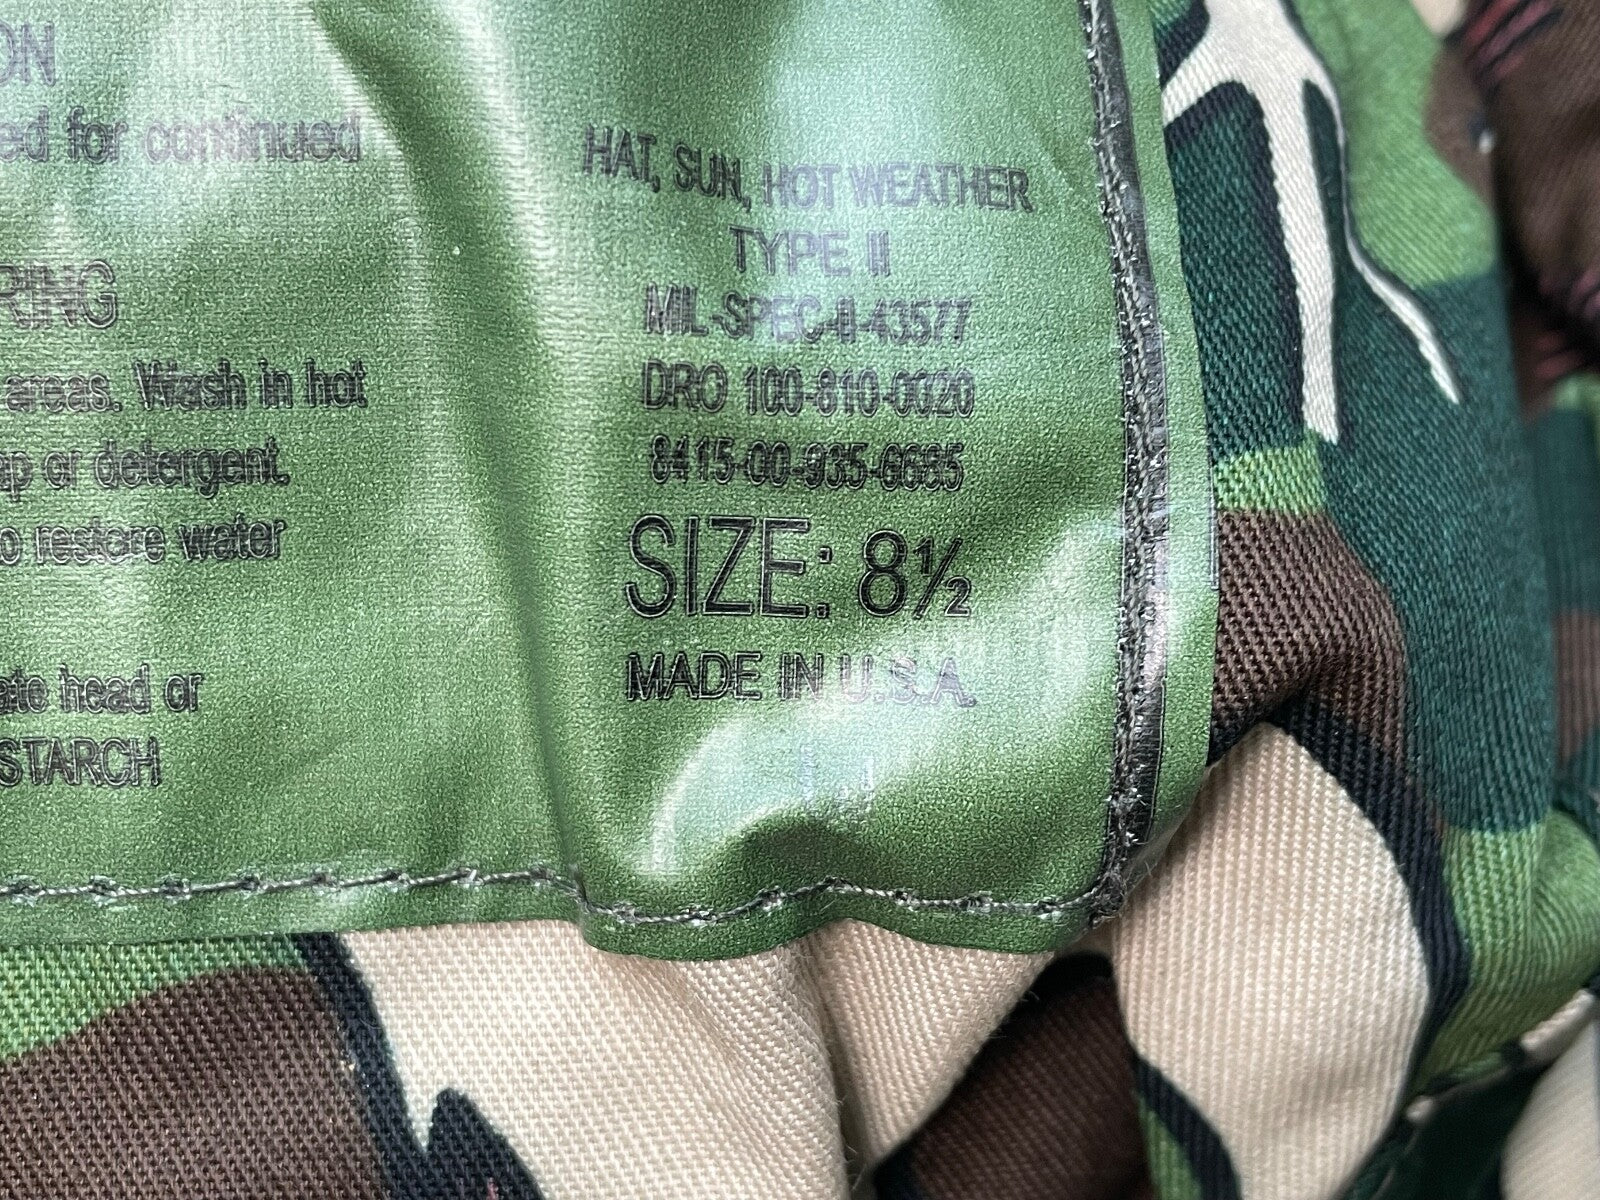 ON
ed for continued
RING
areas. Wash in hot
ap or detergent.
o restore water
ate head or
STARCH
HAT, SUN, HOT WEATHER
TYPE II
MIL-SPEC-II-43577
DRO 100-810-0020
8415-00-935-6685
SIZE: 8½
MADE IN U.S.A.